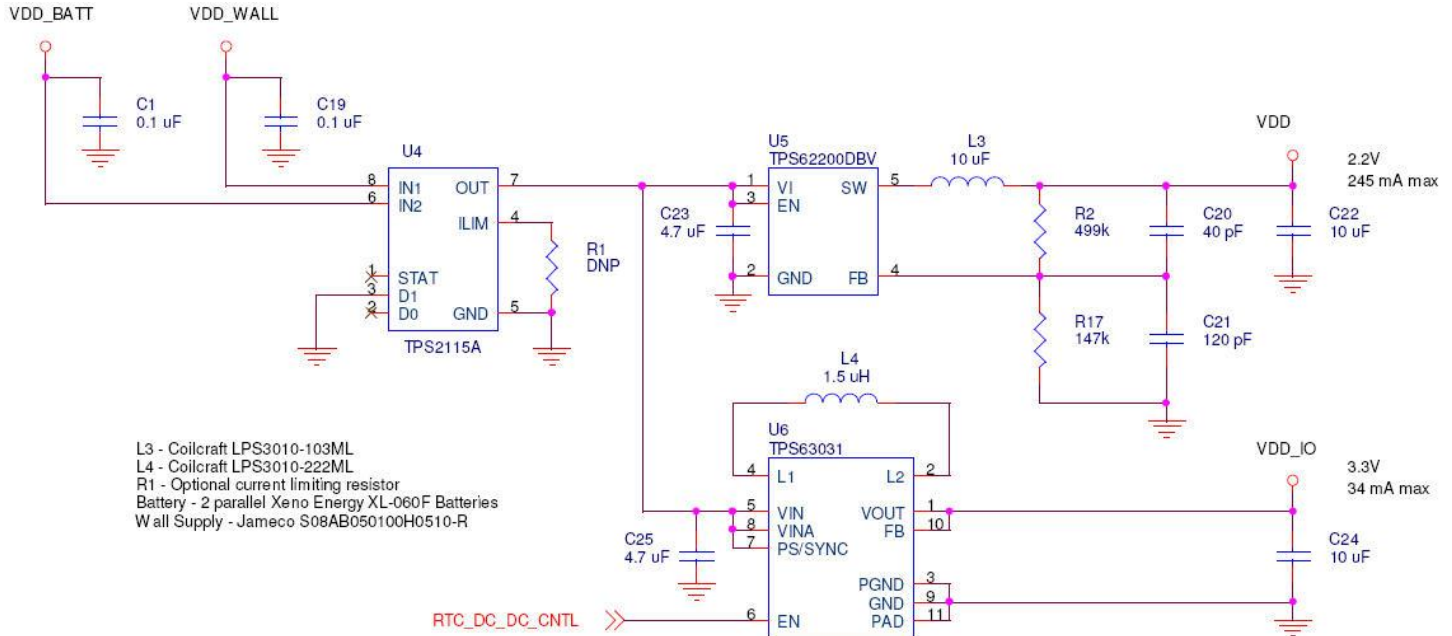 VDD_BATT
VDD_WALL
C1
0.1 uF
C19
0.1 uF
U4
8 IN1 OUT 7
6 IN2
ILIM 4
1 STAT
3 D1
2 D0 GND 5
TPS2115A
R1
DNP
U5
TPS62200DBV
1 VI SW 5
3 EN
2 GND FB 4
C23
4.7 uF
L3
10 uF
R2
499k
C20
40 pF
VDD
2.2V
245 mA max
C22
10 uF
R17
147k
C21
120 pF
L4
1.5 uH
U6
TPS63031
4 L1 L2 2
5 VIN VOUT 1
8 VINA FB 10
7 PS/SYNC
PGND 3
GND 9
6 EN PAD 11
C25
4.7 uF
RTC_DC_DC_CNTL
VDD_IO
3.3V
34 mA max
C24
10 uF
L3 - Coilcraft LPS3010-103ML
L4 - Coilcraft LPS3010-222ML
R1 - Optional current limiting resistor
Battery - 2 parallel Xeno Energy XL-060F Batteries
Wall Supply - Jameco S08AB050100H0510-R